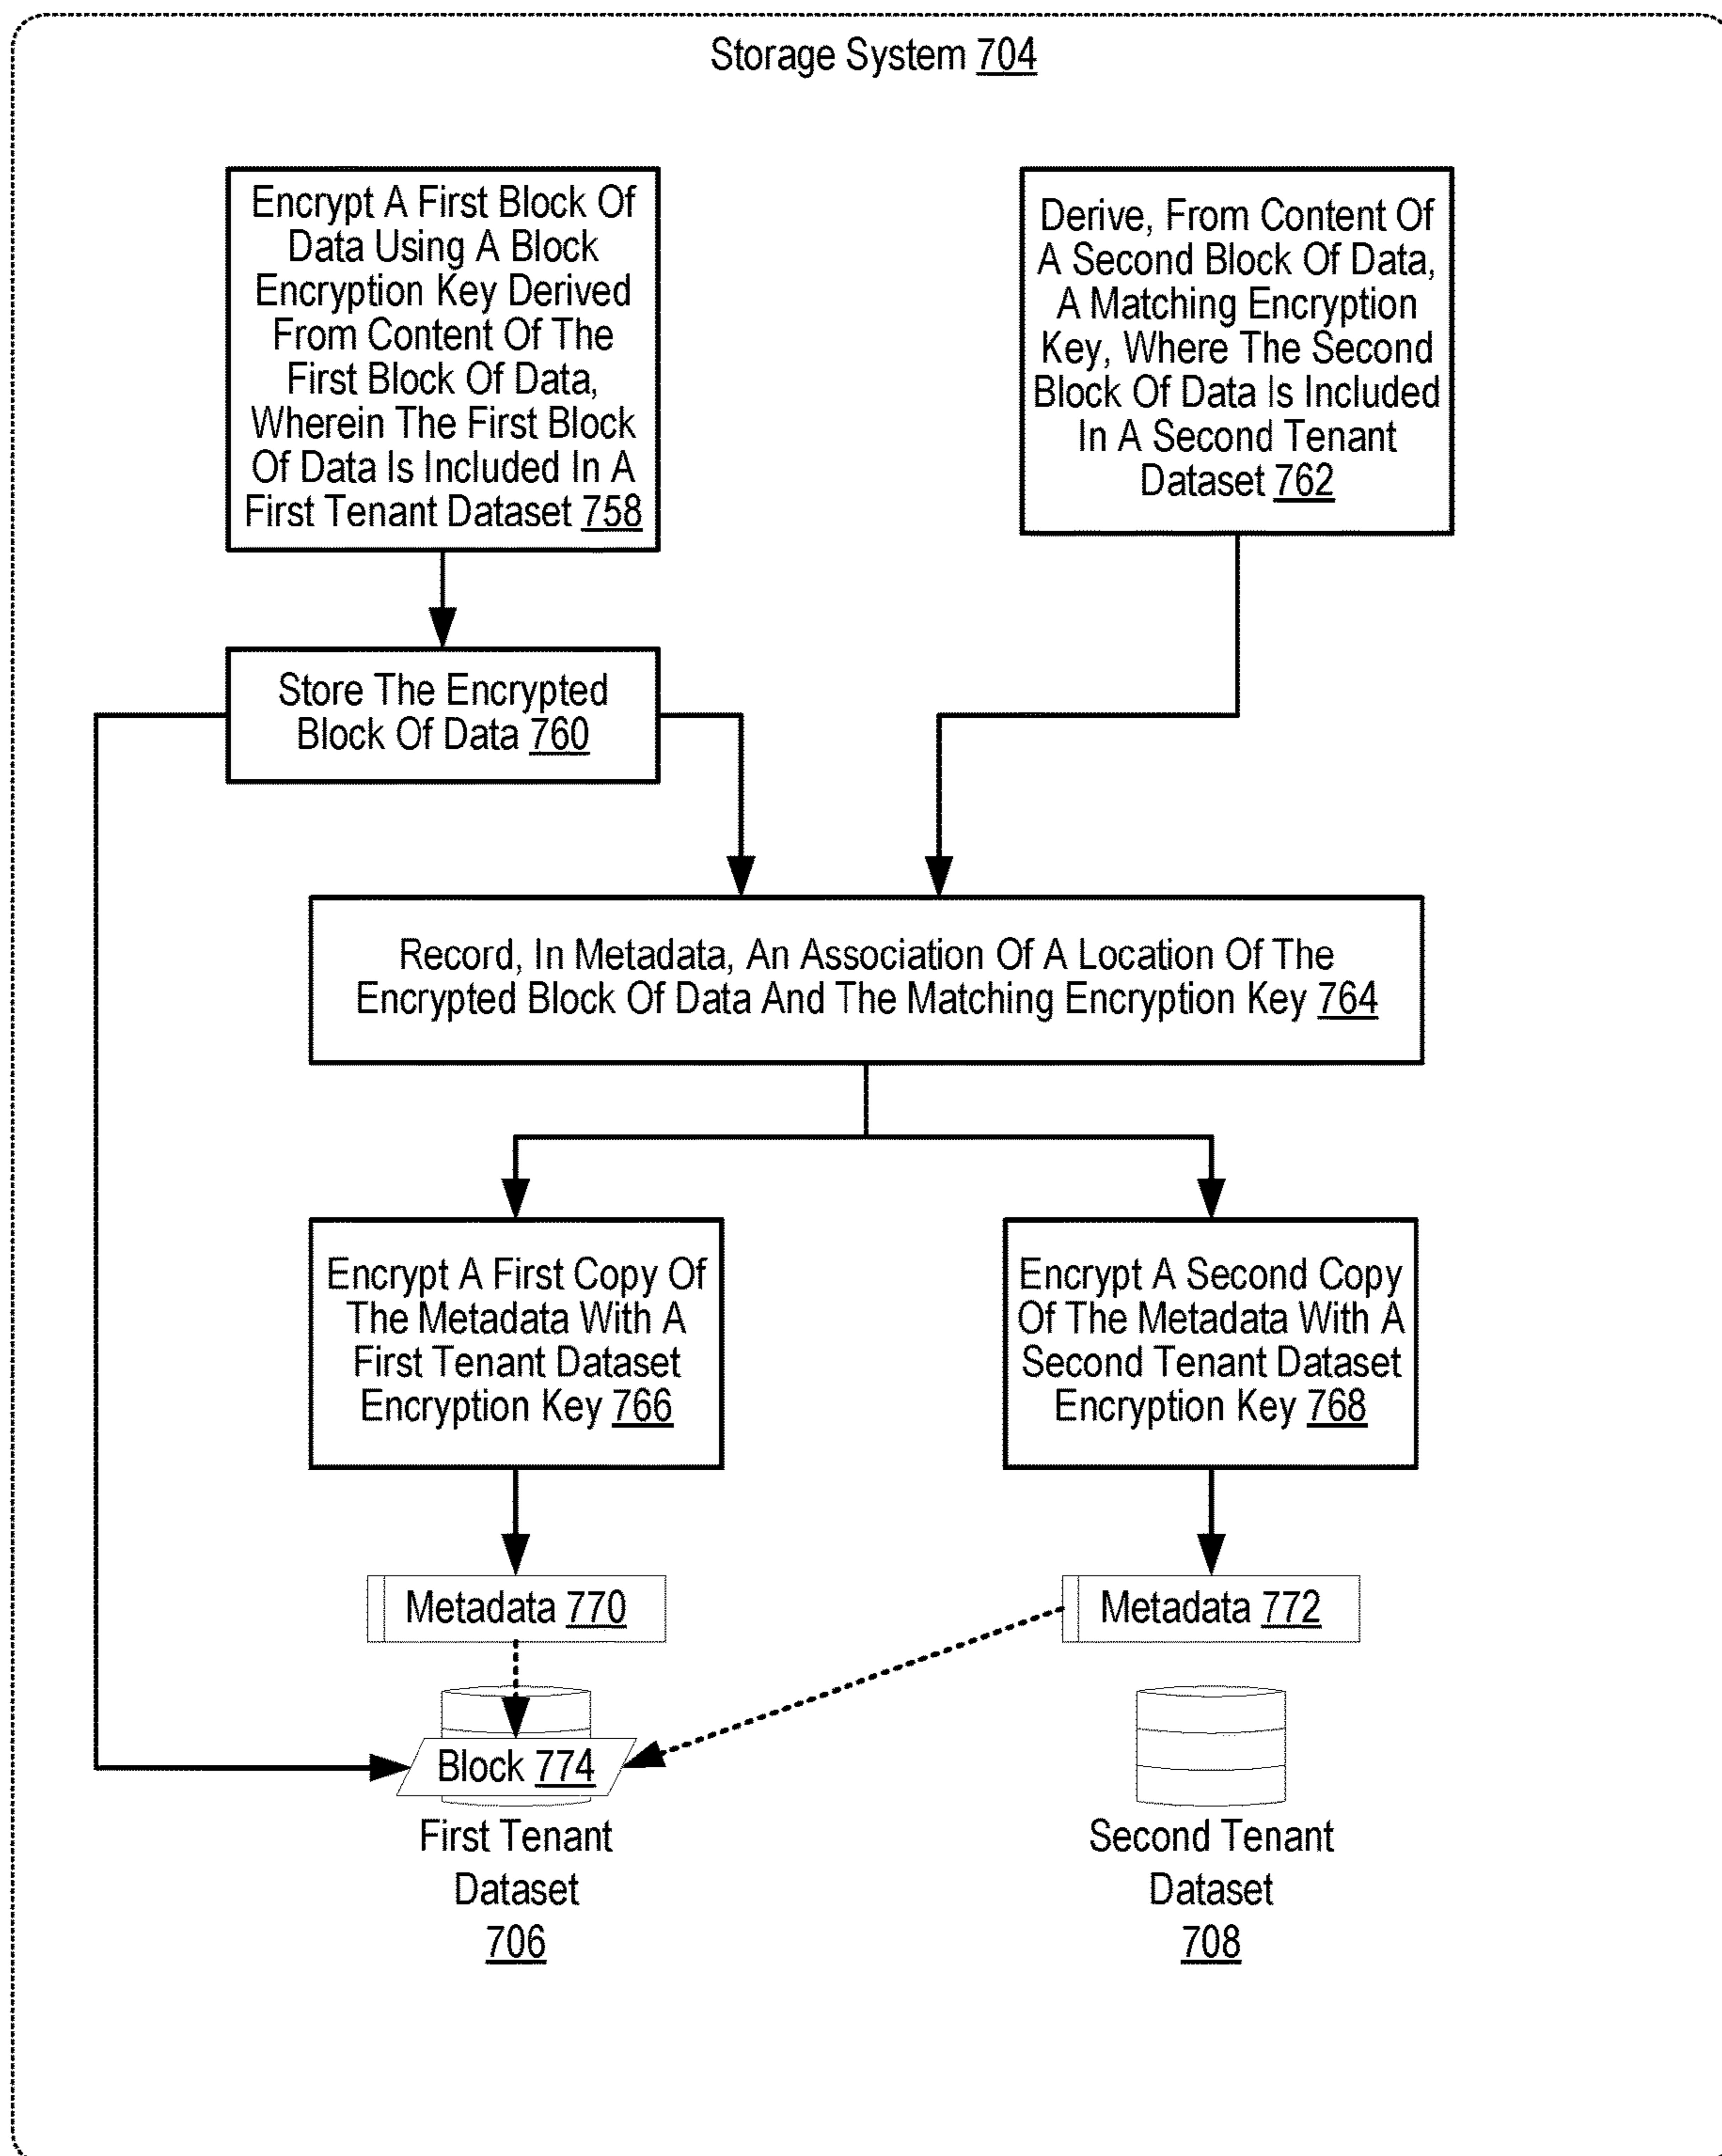 Storage System 704
Encrypt A First Block Of
Data Using A Block
Encryption Key Derived
From Content Of The
First Block Of Data,
Wherein The First Block
Of Data Is Included In A
First Tenant Dataset 758
Derive, From Content Of
A Second Block Of Data,
A Matching Encryption
Key, Where The Second
Block Of Data Is Included
In A Second Tenant
Dataset 762
Store The Encrypted
Block Of Data 760
Record, In Metadata, An Association Of A Location Of The
Encrypted Block Of Data And The Matching Encryption Key 764
Encrypt A First Copy Of
The Metadata With A
First Tenant Dataset
Encryption Key 766
Encrypt A Second Copy
Of The Metadata With A
Second Tenant Dataset
Encryption Key 768
Metadata 770
Metadata 772
Block 774
First Tenant
Dataset
706
Second Tenant
Dataset
708